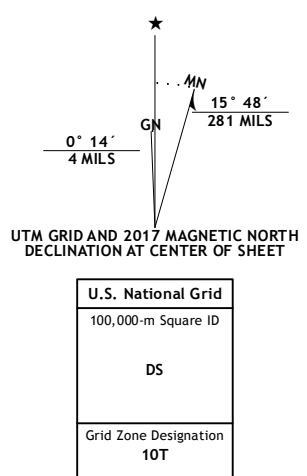 MN
GN
15° 48´
281 MILS
0° 14´
4 MILS
UTM GRID AND 2017 MAGNETIC NORTH
DECLINATION AT CENTER OF SHEET
U.S. National Grid
100,000-m Square ID
DS
Grid Zone Designation
10T